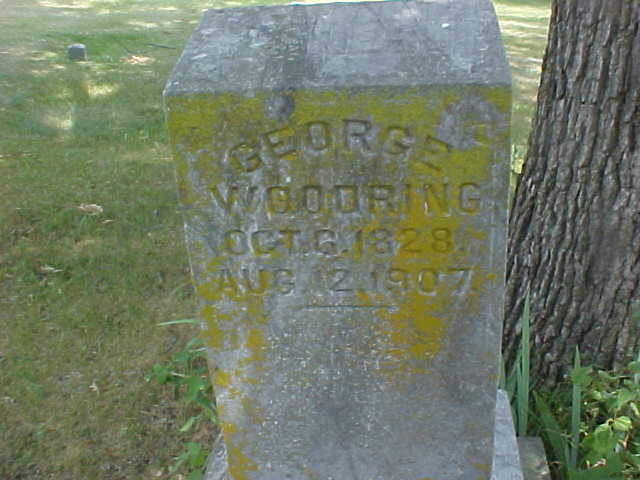 GEORGE
WOODRING
OCT. 6. 1828.
AUG 12. 1907